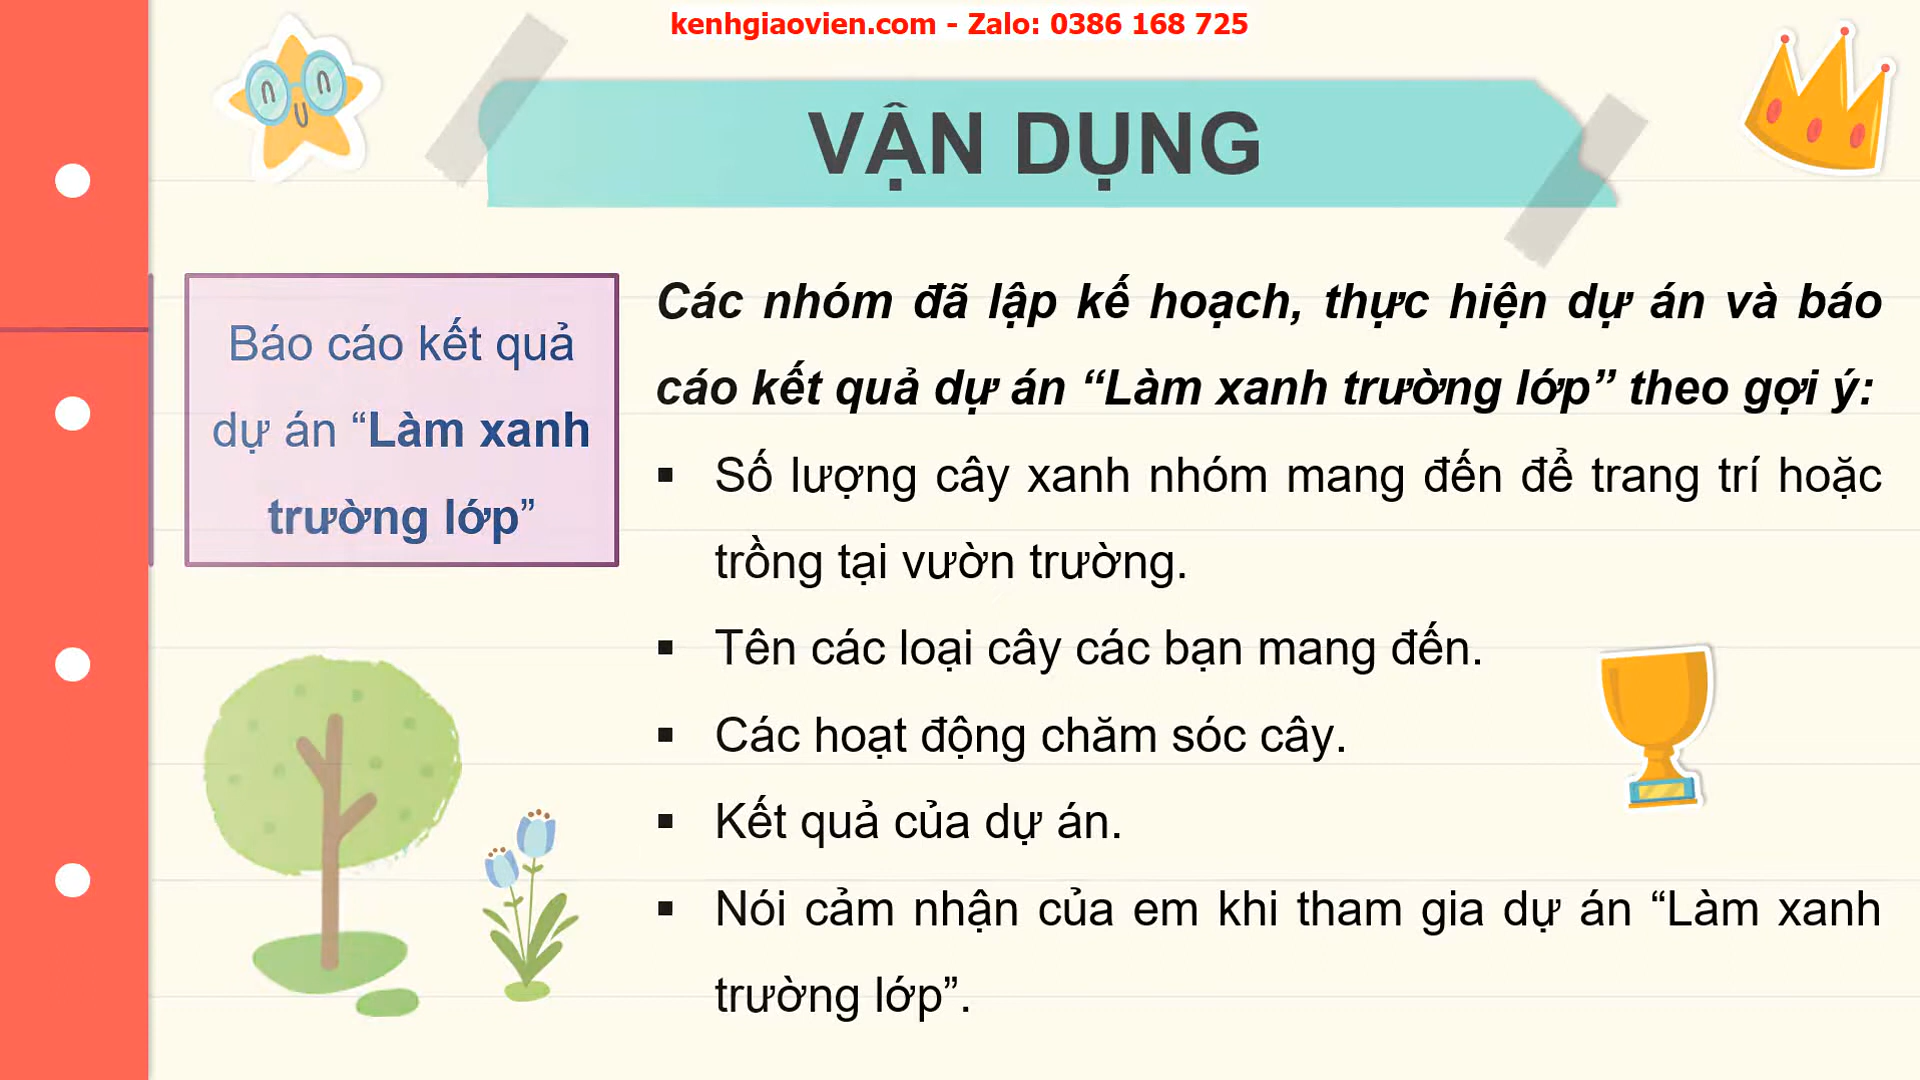 kenhgiaovien.com - Zalo: 0386 168 725
VẬN DỤNG
Báo cáo kết quả
dự án “Làm xanh
trường lớp”
Các nhóm đã lập kế hoạch, thực hiện dự án và báo
cáo kết quả dự án “Làm xanh trường lớp” theo gợi ý:
▪ Số lượng cây xanh nhóm mang đến để trang trí hoặc
trồng tại vườn trường.
▪ Tên các loại cây các bạn mang đến.
▪ Các hoạt động chăm sóc cây.
▪ Kết quả của dự án.
▪ Nói cảm nhận của em khi tham gia dự án “Làm xanh
trường lớp”.